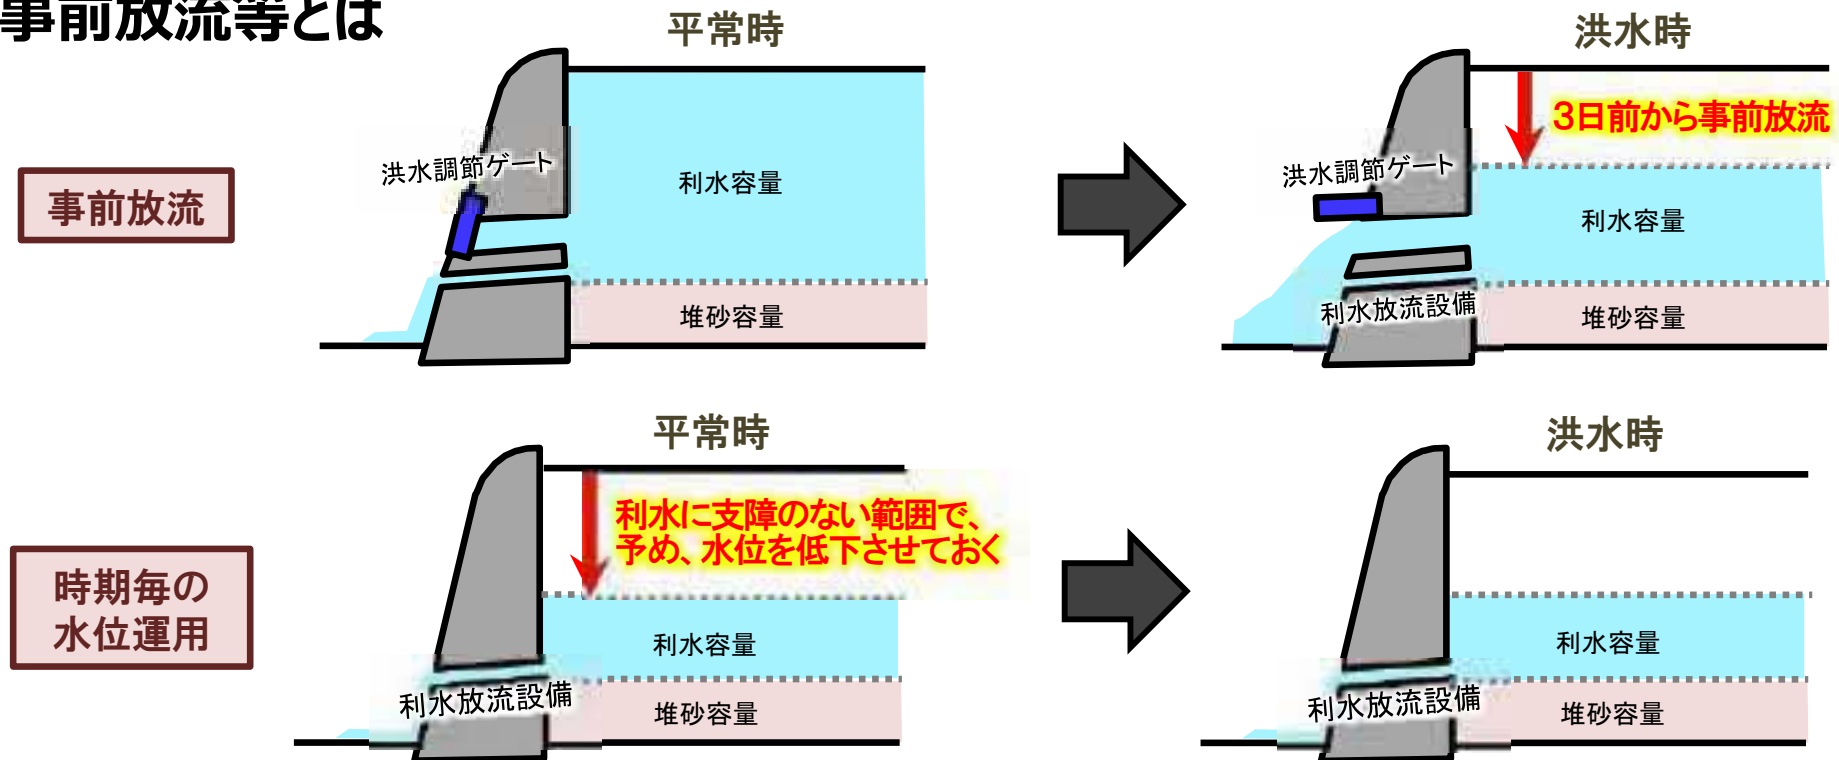 事前放流等とは
平常時
洪水時
事前放流
洪水調節ゲート
利水容量
堆砂容量
3日前から事前放流
洪水調節ゲート
利水容量
利水放流設備
堆砂容量
平常時
洪水時
時期毎の
水位運用
利水に支障のない範囲で、
予め、水位を低下させておく
利水容量
利水放流設備
堆砂容量
利水容量
利水放流設備
堆砂容量